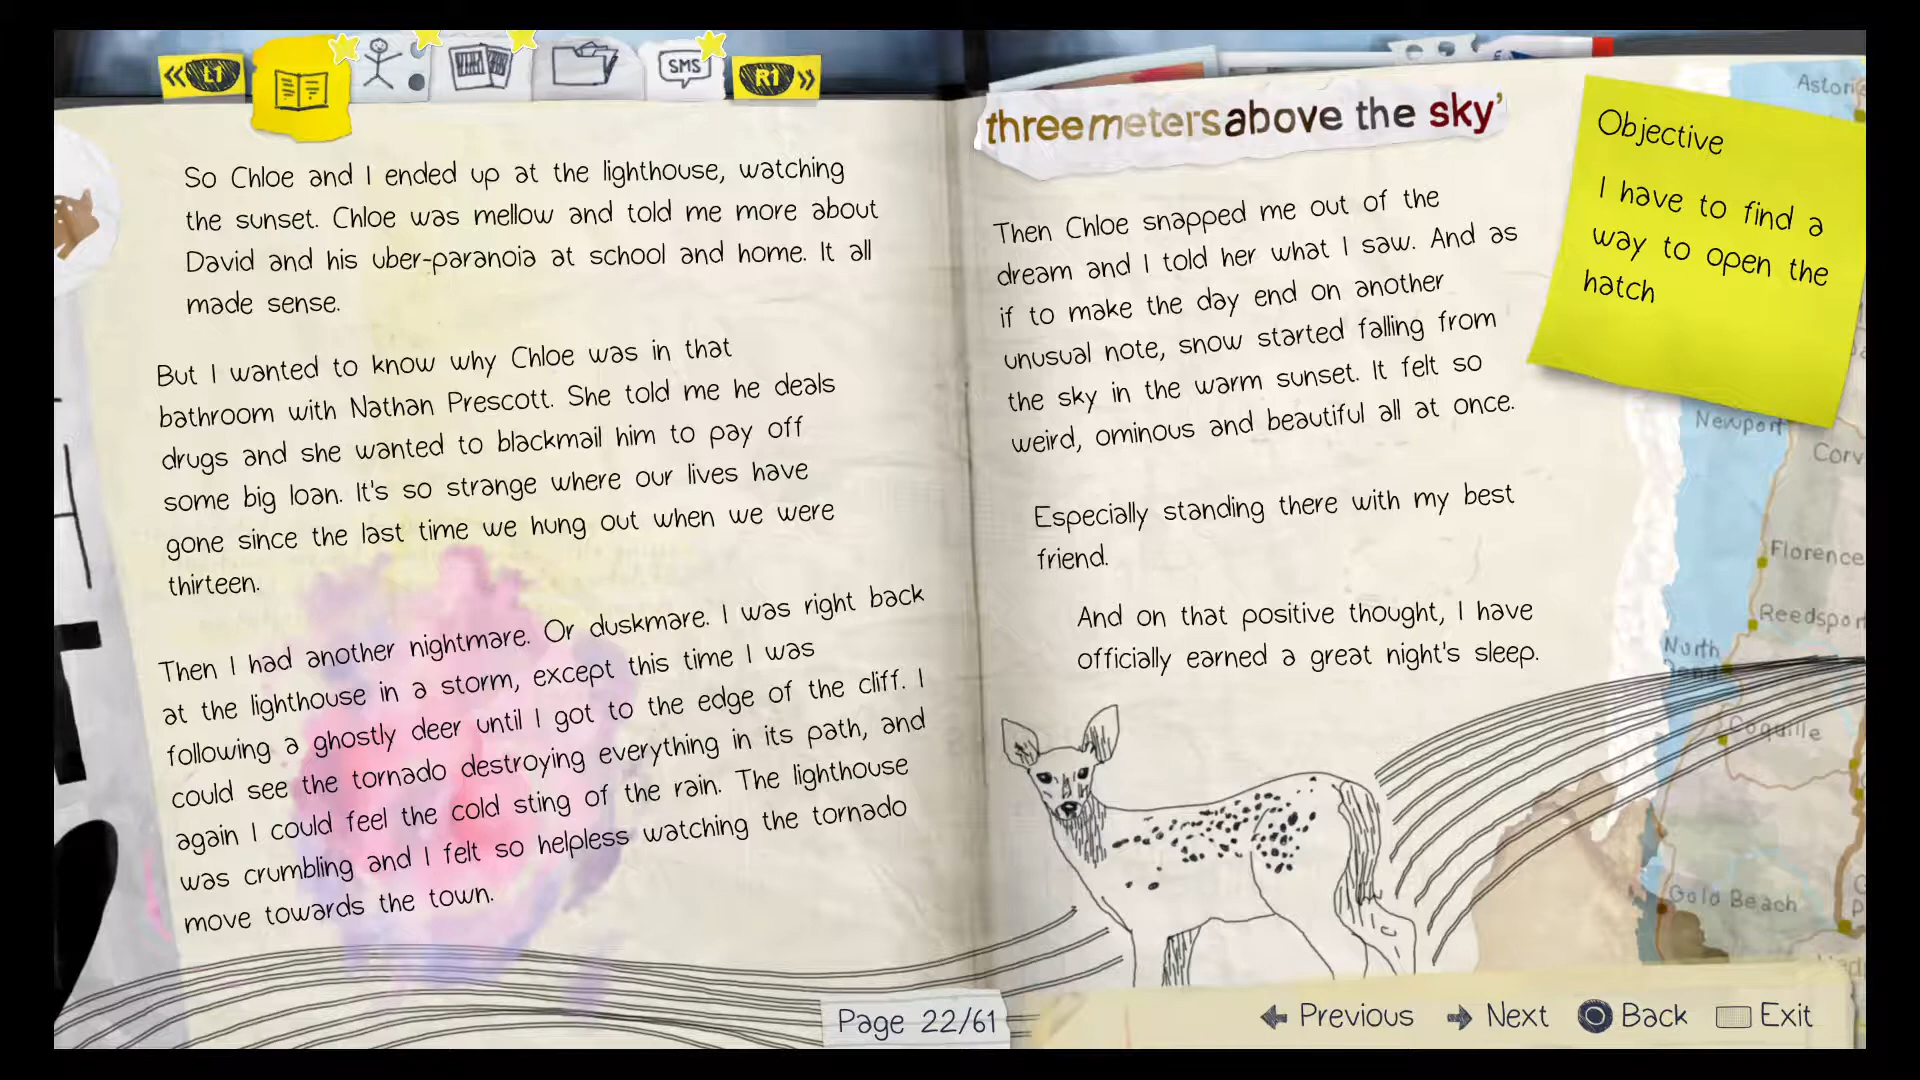 L1
SMS
R1
So Chloe and I ended up at the lighthouse, watching
the sunset. Chloe was mellow and told me more about
David and his uber-paranoia at school and home. It all
made sense.
But I wanted to know why Chloe was in that
bathroom with Nathan Prescott. She told me he deals
drugs and she wanted to blackmail him to pay off
some big loan. It's so strange where our lives have
gone since the last time we hung out when we were
thirteen.
Then I had another nightmare. Or duskmare. I was right back
at the lighthouse in a storm, except this time I was
following a ghostly deer until I got to the edge of the cliff. I
could see the tornado destroying everything in its path, and
again I could feel the cold sting of the rain. The lighthouse
was crumbling and I felt so helpless watching the tornado
move towards the town.
threemetersabove the sky'
Then Chloe snapped me out of the
dream and I told her what I saw. And as
if to make the day end on another
unusual note, snow started falling from
the sky in the warm sunset. It felt so
weird, ominous and beautiful all at once.
Especially standing there with my best
friend.
And on that positive thought, I have
officially earned a great night's sleep.
Objective
I have to find a
way to open the
hatch
Astori
Newport
Corv
Florence
Reedspor
North
Bend
Coquille
Gold Beach
Page 22/61
Previous
Next
Back
Exit